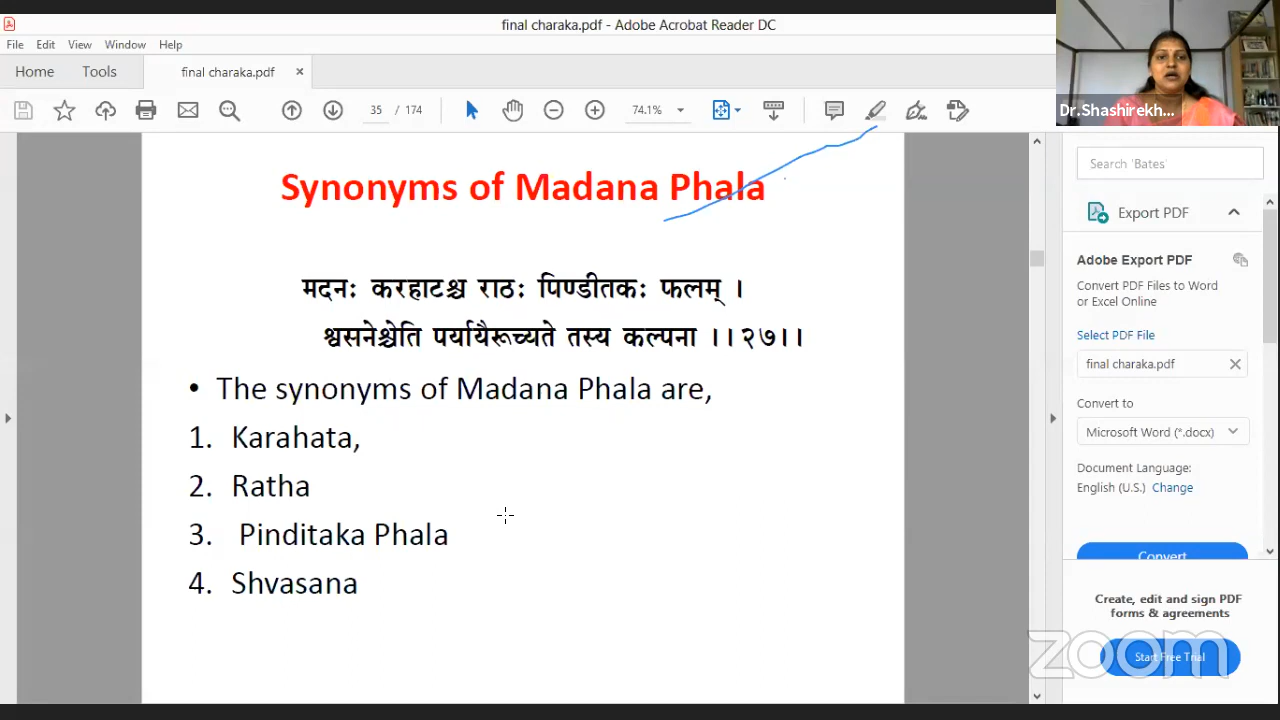 final charaka.pdf - Adobe Acrobat Reader DC
File Edit View Window Help
Home Tools final charaka.pdf ×
35 / 174 74.1%
Dr.Shashirekh...
Synonyms of Madana Phala
मदनः करहाटश्च राठः पिण्डीतकः फलम् ।
श्वसनेश्चेति पर्यायैरूच्यते तस्य कल्पना ।।२७।।
• The synonyms of Madana Phala are,
1. Karahata,
2. Ratha
3. Pinditaka Phala
4. Shvasana
Search 'Bates'
Export PDF
Adobe Export PDF
Convert PDF Files to Word
or Excel Online
Select PDF File
final charaka.pdf
Convert to
Microsoft Word (*.docx)
Document Language:
English (U.S.) Change
Convert
Create, edit and sign PDF
forms & agreements
Start Free Trial
zoom